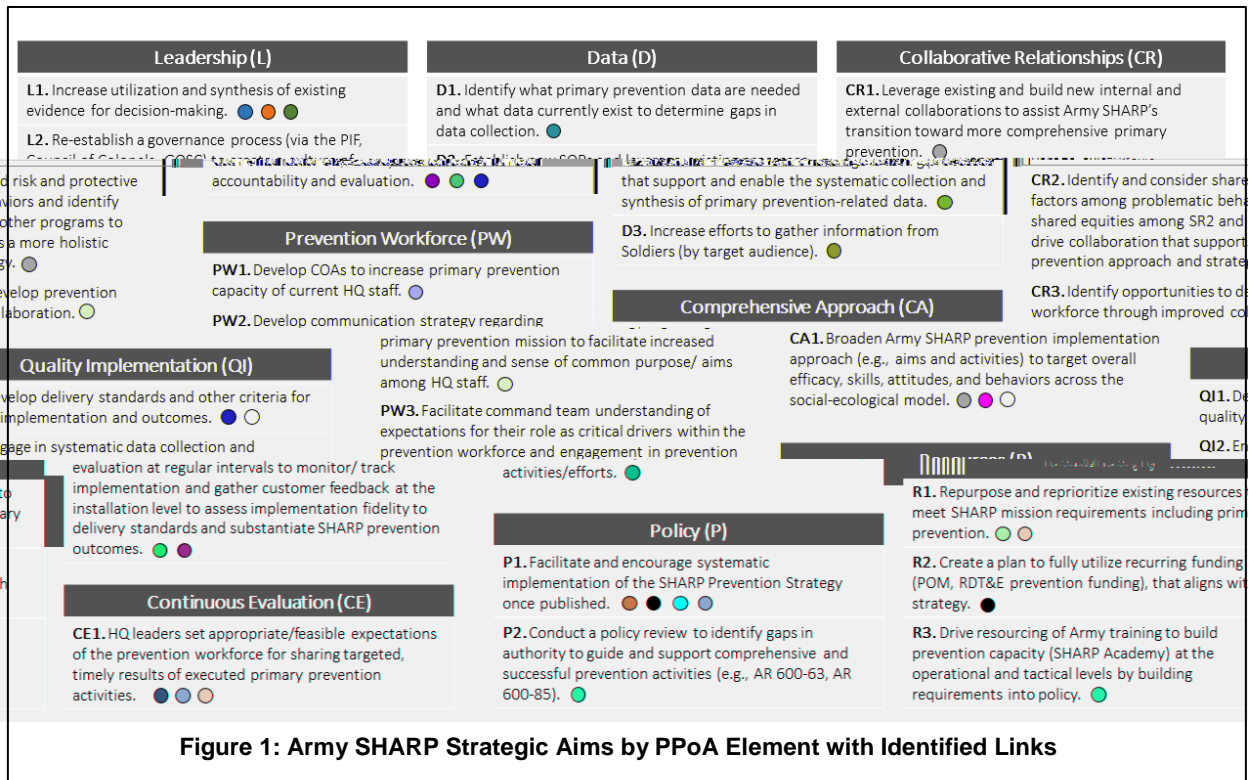 Leadership (L)
L1. Increase utilization and synthesis of existing
evidence for decision-making.
L2. Re-establish a governance process (via the PIF,
Data (D)
D1. Identify what primary prevention data are needed
and what data currently exist to determine gaps in
data collection.
Collaborative Relationships (CR)
CR1. Leverage existing and build new internal and
external collaborations to assist Army SHARP's
transition toward more comprehensive primary
prevention.
d risk and protective
viors and identify
other programs to
s a more holistic
gy.
velop prevention
laboration.
accountability and evaluation.
Prevention Workforce (PW)
PW1. Develop COAs to increase primary prevention
capacity of current HQ staff.
PW2. Develop communication strategy regarding
that support and enable the systematic collection and
synthesis of primary prevention-related data.
D3. Increase efforts to gather information from
Soldiers (by target audience).
Comprehensive Approach (CA)
CR2. Identify and consider share
factors among problematic beha
shared equities among SR2 and
drive collaboration that support
prevention approach and strate
CR3. Identify opportunities to de
workforce through improved col
Quality Implementation (QI)
velop delivery standards and other criteria for
implementation and outcomes.
gage in systematic data collection and
primary prevention mission to facilitate increased
understanding and sense of common purpose/ aims
among HQ staff.
PW3. Facilitate command team understanding of
expectations for their role as critical drivers within the
prevention workforce and engagement in prevention
CA1. Broaden Army SHARP prevention implementation
approach (e.g., aims and activities) to target overall
efficacy, skills, attitudes, and behaviors across the
social-ecological model.
QI1. De
quality
QI2. En
to
ary
h
evaluation at regular intervals to monitor/ track
implementation and gather customer feedback at the
installation level to assess implementation fidelity to
delivery standards and substantiate SHARP prevention
outcomes.
Continuous Evaluation (CE)
CE1. HQ leaders set appropriate/feasible expectations
of the prevention workforce for sharing targeted,
timely results of executed primary prevention
activities.
activities/efforts.
Policy (P)
P1. Facilitate and encourage systematic
implementation of the SHARP Prevention Strategy
once published.
P2. Conduct a policy review to identify gaps in
authority to guide and support comprehensive and
successful prevention activities (e.g., AR 600-63, AR
600-85).
R1. Repurpose and reprioritize existing resources
meet SHARP mission requirements including prim
prevention.
R2. Create a plan to fully utilize recurring funding
(POM, RDT&E prevention funding), that aligns wit
strategy.
R3. Drive resourcing of Army training to build
prevention capacity (SHARP Academy) at the
operational and tactical levels by building
requirements into policy.
Figure 1: Army SHARP Strategic Aims by PPoA Element with Identified Links